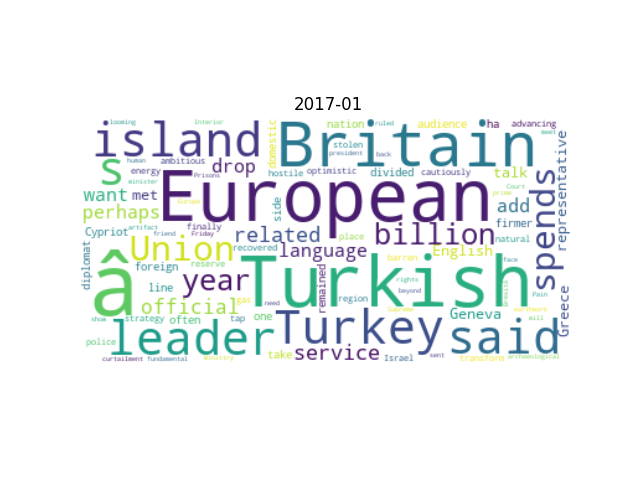 2017-01
looming
Interior
nation
audience
ha
advancing
island
Britain
stolen
ruled
meet
domestic
president
back
s
human
ambitious
drop
hostile
optimistic
divided
cautiously
talk
representative
energy
Prisons
Court
want
minister
met
European
add
spends
prime
perhaps
side
firmer
artifact
finally
place
Cypriot
friend
Friday
related
billion
natural
Union
recovered
language
English
diplomat
barren
face
foreign
reserve
year
Turkish
remained
region
rights
Pain
â
line
official
gas
need
beyond
Greece
strategy
often
tap
one
Turkey
supreme
Geneva
will
show
leader
said
police
take
service
Israel
sent
transform
archaeological
curtailment
fundamental
ministry